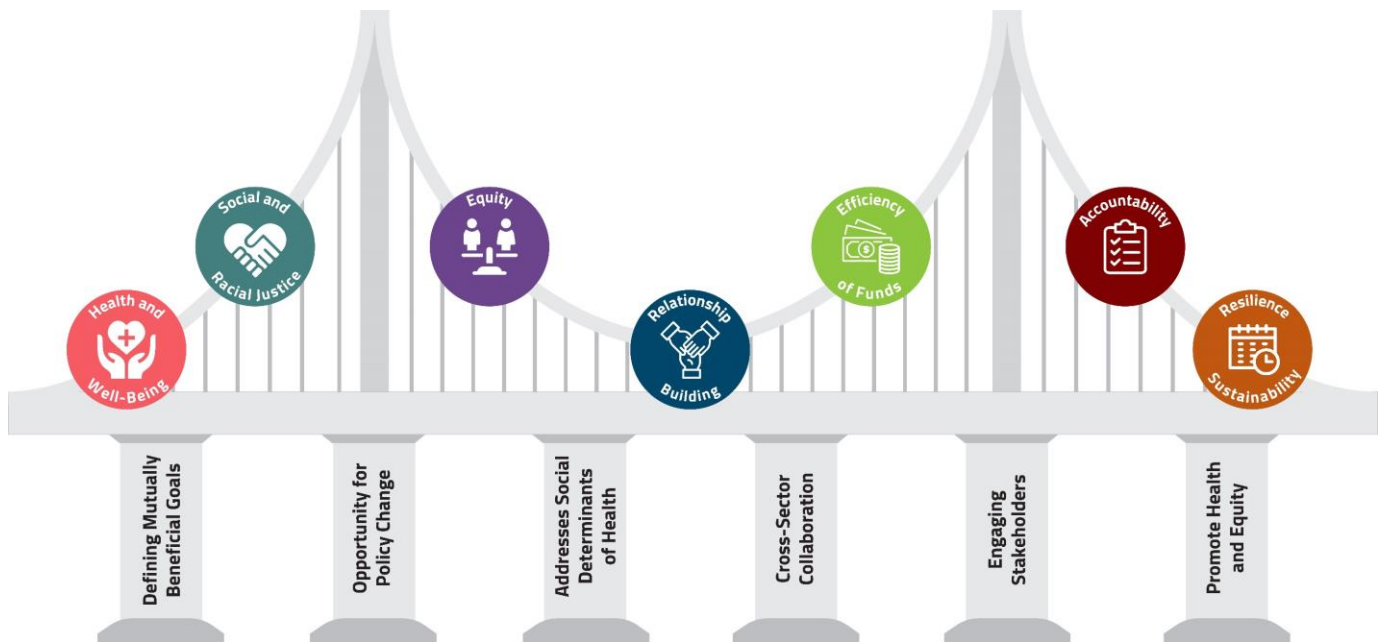 Health and
Well-Being
Social and
Racial Justice
Equity
Relationship
Building
Efficiency
of Funds
$
Accountability
Resilience
Sustainability
Defining Mutually
Beneficial Goals
Opportunity for
Policy Change
Addresses Social
Determinants
of Health
Cross-Sector
Collaboration
Engaging
Stakeholders
Promote Health
and Equity